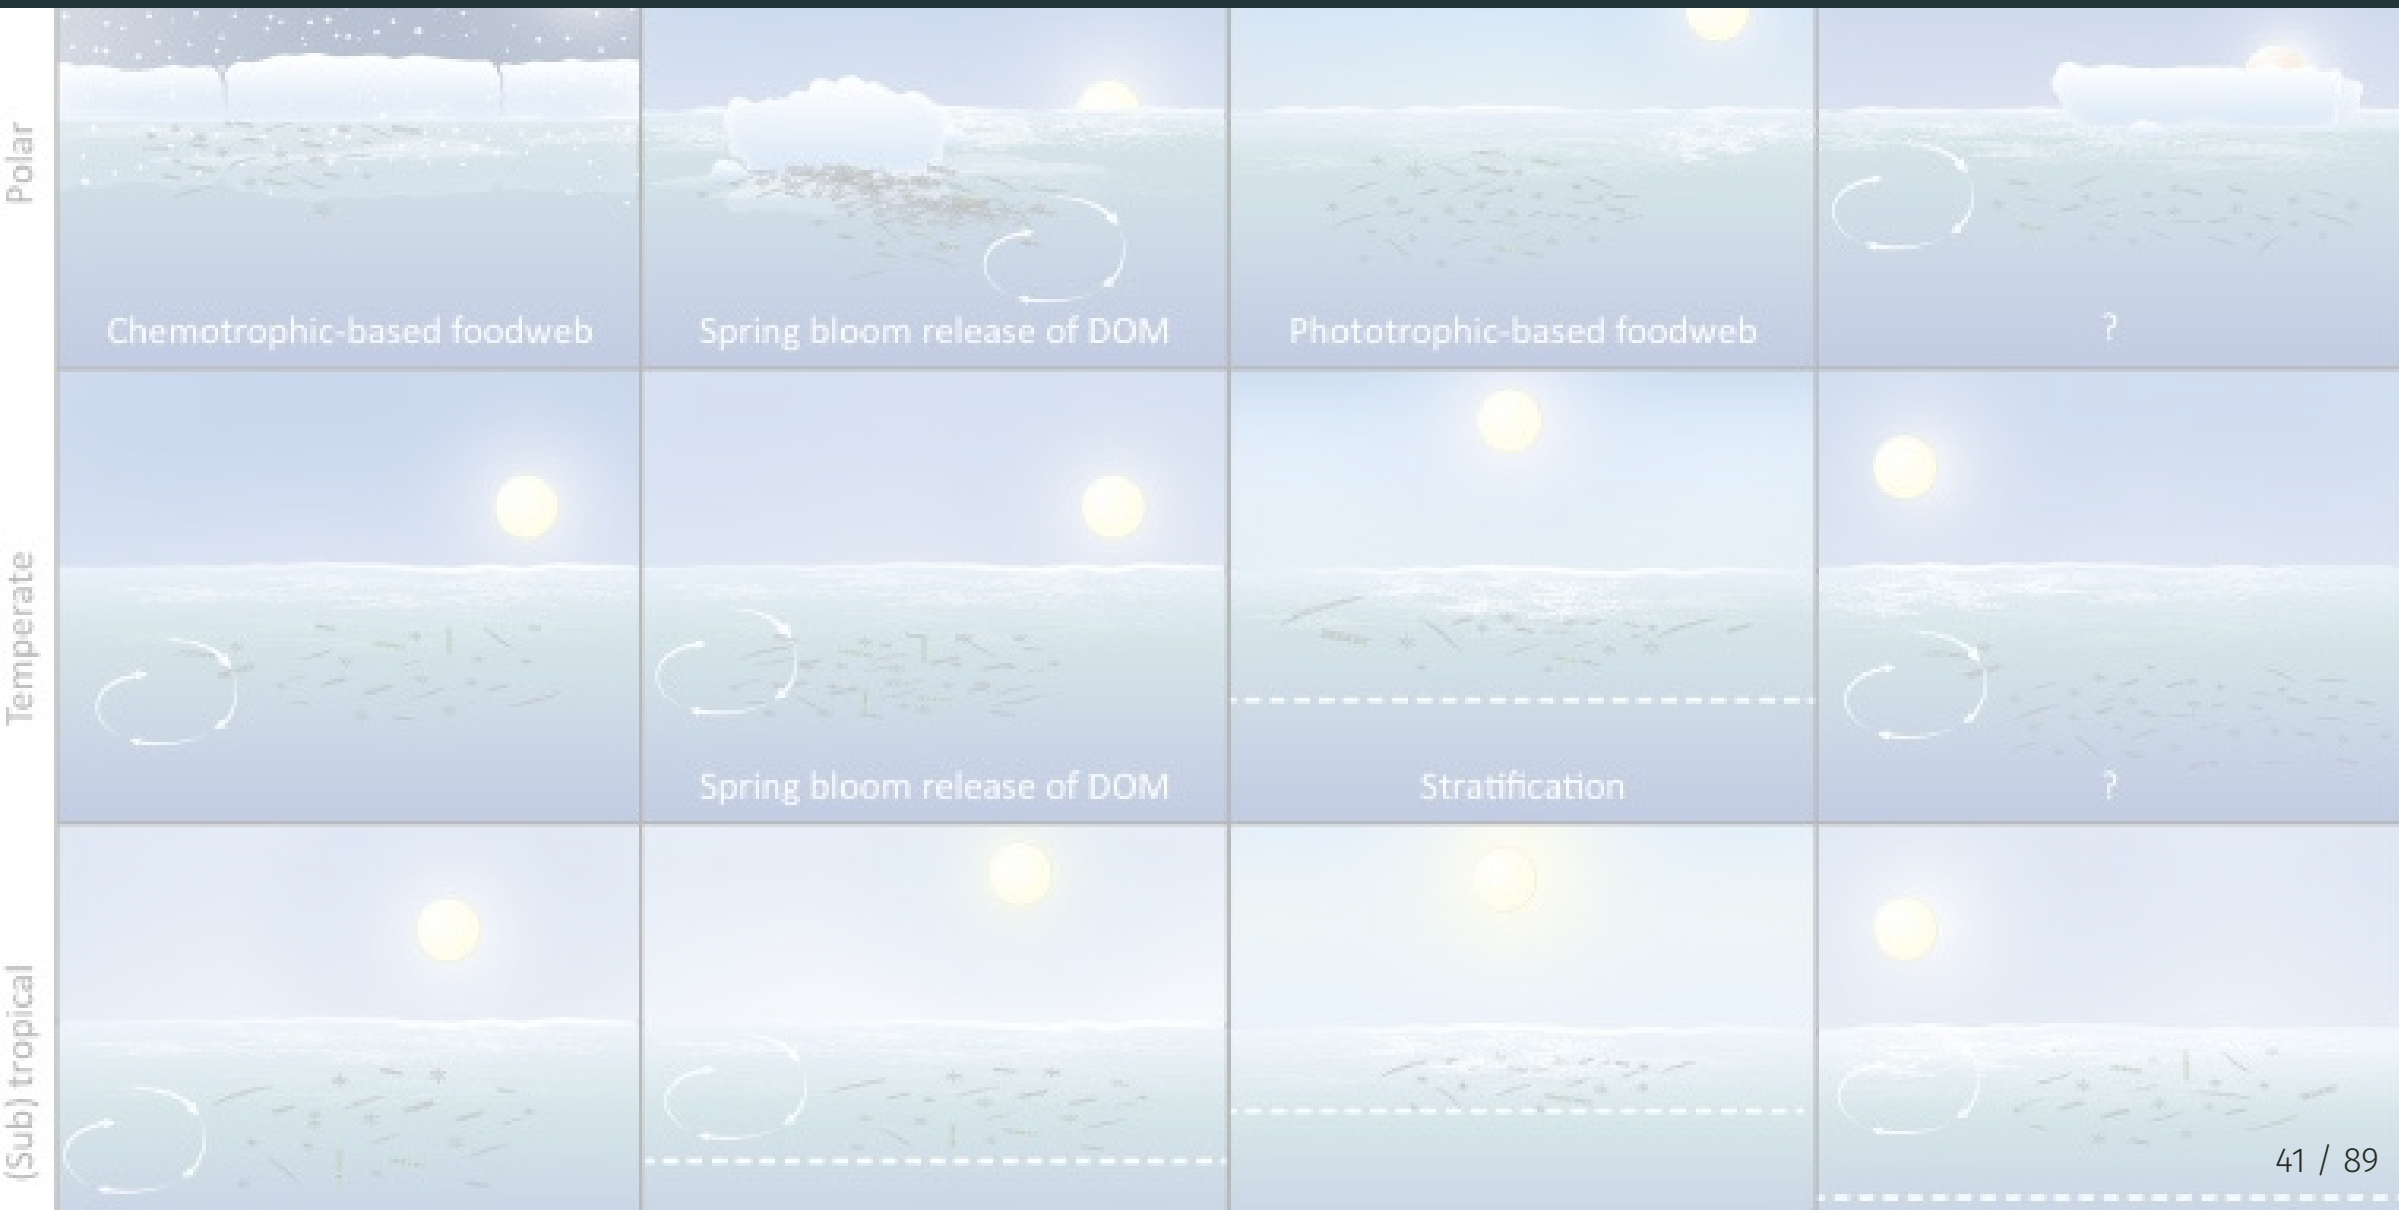 Polar
Chemotrophic-based foodweb
Spring bloom release of DOM
Phototrophic-based foodweb
?
Temperate
Spring bloom release of DOM
Stratification
?
(Sub) tropical
41 / 89